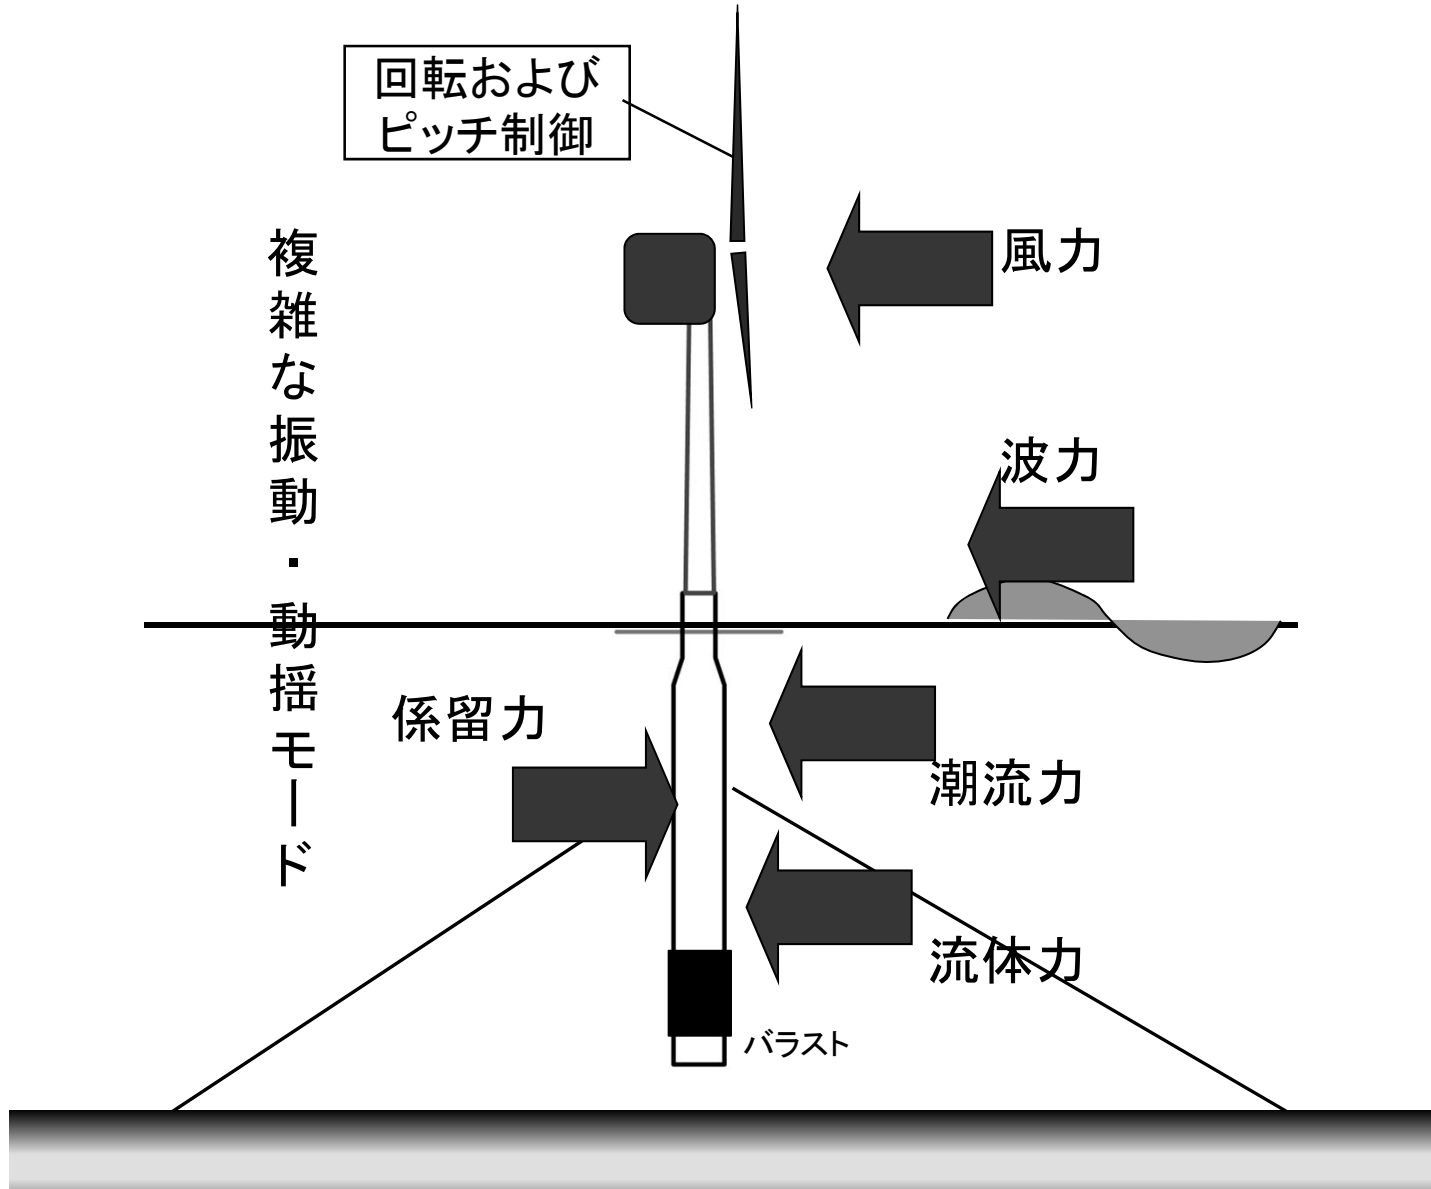 回転および
ピッチ制御
複雑な振動・動揺モード
風力
波力
係留力
潮流力
流体力
バラスト